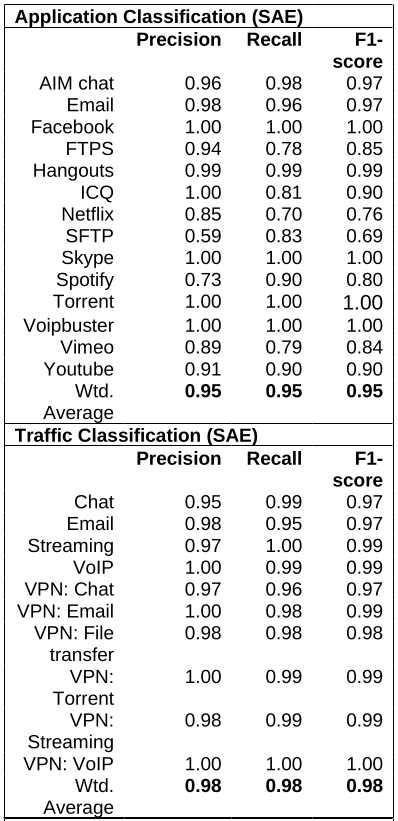 Application Classification (SAE)
Precision Recall F1-
score
AIM chat 0.96 0.98 0.97
Email 0.98 0.96 0.97
Facebook 1.00 1.00 1.00
FTPS 0.94 0.78 0.85
Hangouts 0.99 0.99 0.99
ICQ 1.00 0.81 0.90
Netflix 0.85 0.70 0.76
SFTP 0.59 0.83 0.69
Skype 1.00 1.00 1.00
Spotify 0.73 0.90 0.80
Torrent 1.00 1.00 1.00
Voipbuster 1.00 1.00 1.00
Vimeo 0.89 0.79 0.84
Youtube 0.91 0.90 0.90
Wtd. 0.95 0.95 0.95
Average
Traffic Classification (SAE)
Precision Recall F1-
score
Chat 0.95 0.99 0.97
Email 0.98 0.95 0.97
Streaming 0.97 1.00 0.99
VoIP 1.00 0.99 0.99
VPN: Chat 0.97 0.96 0.97
VPN: Email 1.00 0.98 0.99
VPN: File 0.98 0.98 0.98
transfer
VPN: 1.00 0.99 0.99
Torrent
VPN: 0.98 0.99 0.99
Streaming
VPN: VoIP 1.00 1.00 1.00
Wtd. 0.98 0.98 0.98
Average